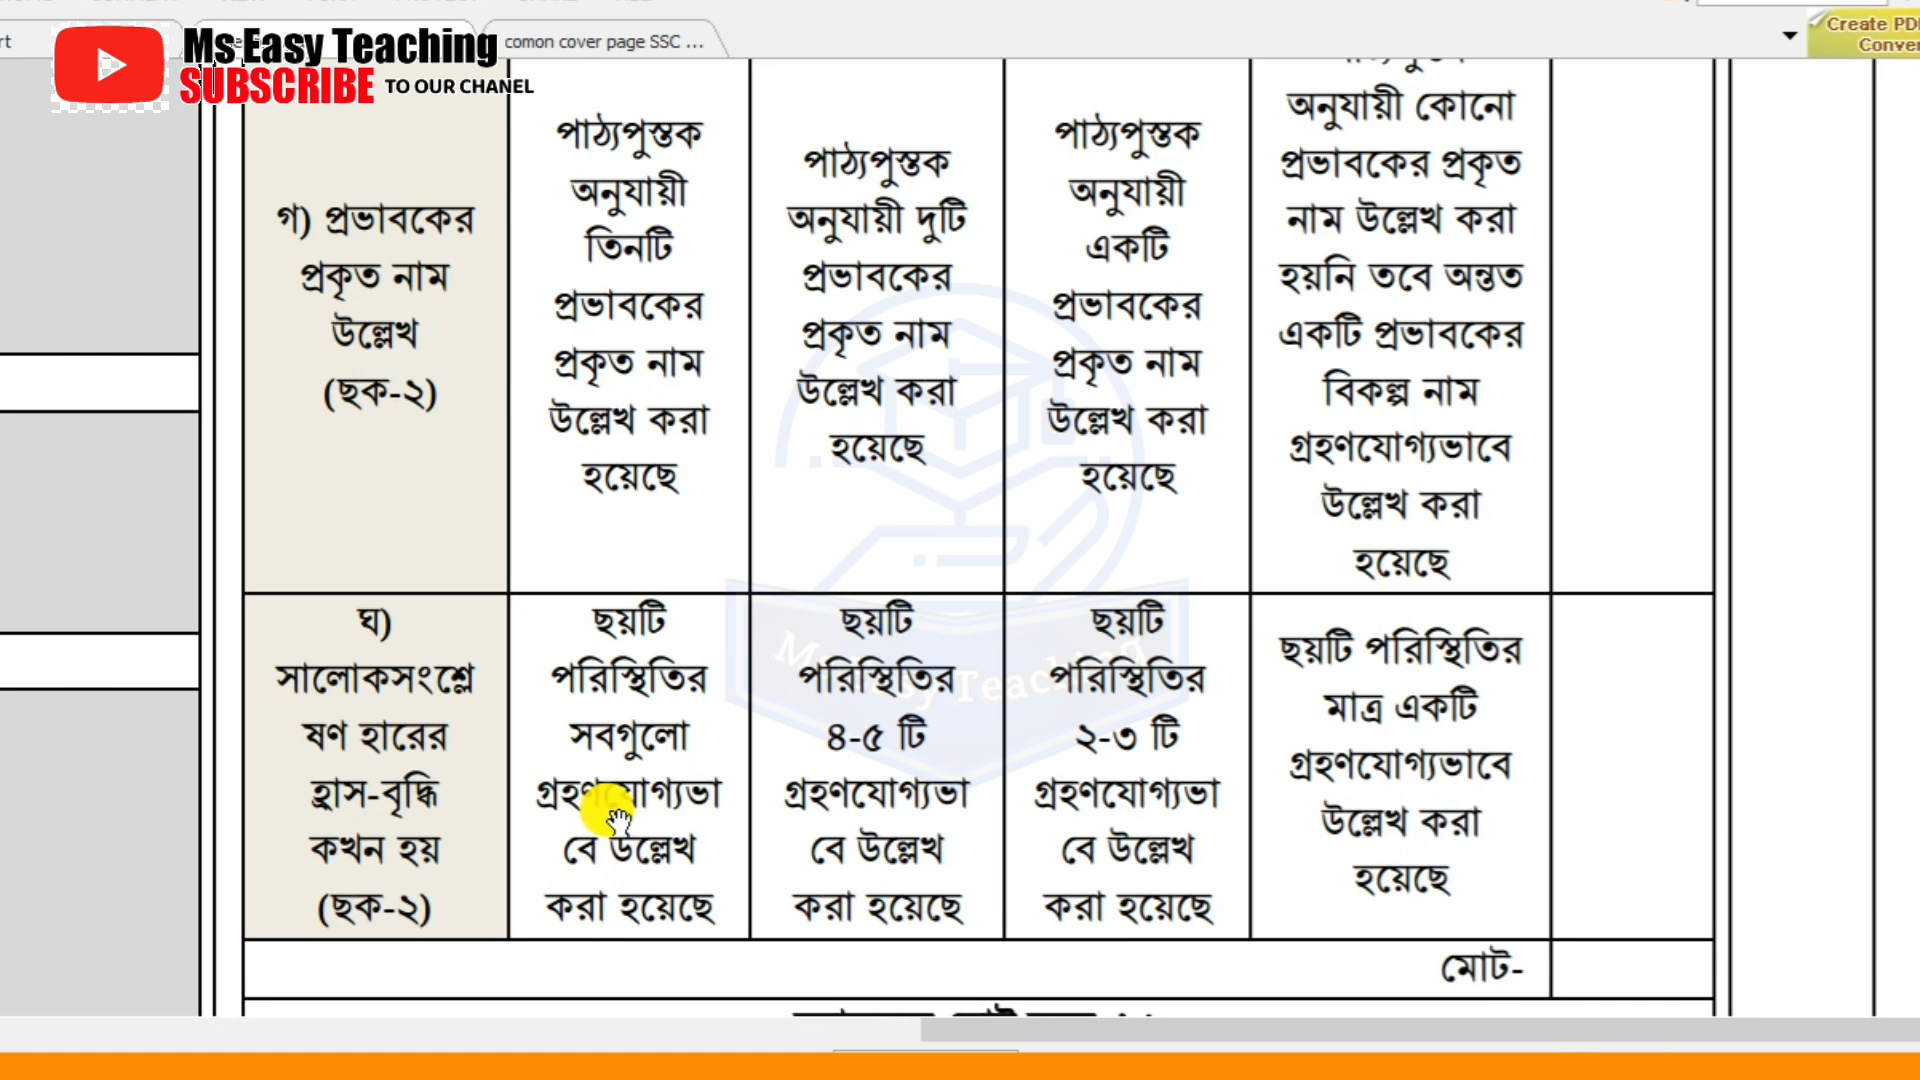 comon cover page SSC ...
Create PD
Conver
rt
Ms Easy Teaching
SUBSCRIBE TO OUR CHANEL
গ) প্রভাবকের
প্রকৃত নাম
উল্লেখ
(ছক-২)
পাঠ্যপুস্তক
অনুযায়ী
তিনটি
প্রভাবকের
প্রকৃত নাম
উল্লেখ করা
হয়েছে
পাঠ্যপুস্তক
অনুযায়ী দুটি
প্রভাবকের
প্রকৃত নাম
উল্লেখ করা
হয়েছে
পাঠ্যপুস্তক
অনুযায়ী
একটি
প্রভাবকের
প্রকৃত নাম
উল্লেখ করা
হয়েছে
অনুযায়ী কোনো
প্রভাবকের প্রকৃত
নাম উল্লেখ করা
হয়নি তবে অন্তত
একটি প্রভাবকের
বিকল্প নাম
গ্রহণযোগ্যভাবে
উল্লেখ করা
হয়েছে
ঘ)
সালোকসংশ্লে
ষণ হারের
হ্রাস-বৃদ্ধি
কখন হয়
(ছক-২)
ছয়টি
পরিস্থিতির
সবগুলো
গ্রহণযোগ্যভা
বে উল্লেখ
করা হয়েছে
ছয়টি
পরিস্থিতির
৪-৫ টি
গ্রহণযোগ্যভা
বে উল্লেখ
করা হয়েছে
ছয়টি
পরিস্থিতির
২-৩ টি
গ্রহণযোগ্যভা
বে উল্লেখ
করা হয়েছে
ছয়টি পরিস্থিতির
মাত্র একটি
গ্রহণযোগ্যভাবে
উল্লেখ করা
হয়েছে
Ms Easy Teaching
মোট-